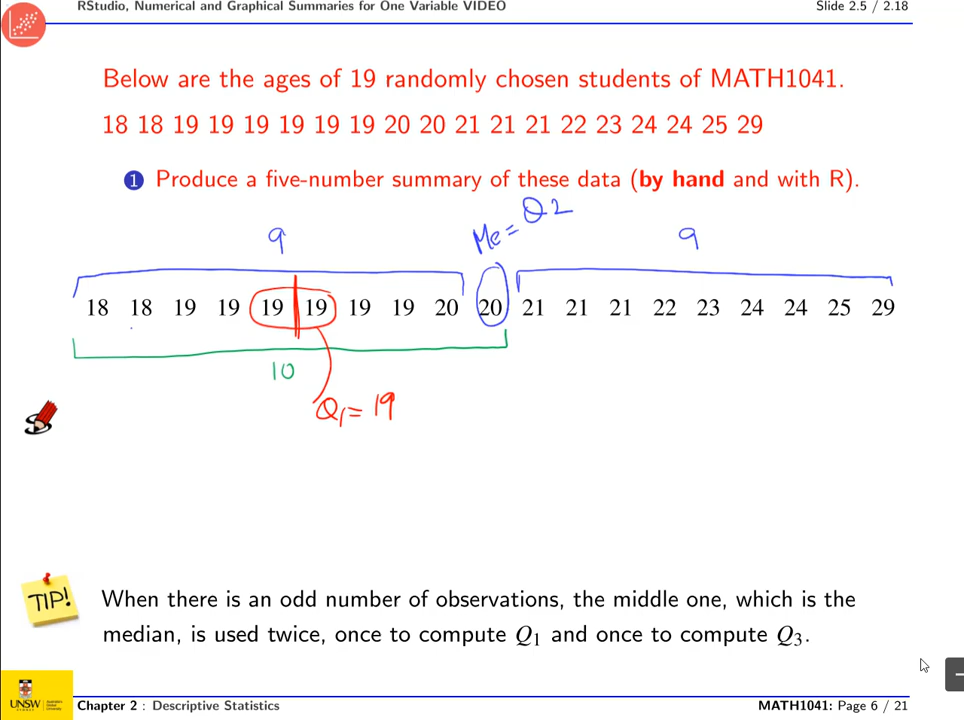 RStudio, Numerical and Graphical Summaries for One Variable VIDEO Slide 2.5 / 2.18
Below are the ages of 19 randomly chosen students of MATH1041.
18 18 19 19 19 19 19 19 20 20 21 21 21 22 23 24 24 25 29
1 Produce a five-number summary of these data (by hand and with R).
9 Me = Q2 9
18 18 19 19 19 19 19 19 20 20 21 21 21 22 23 24 24 25 29
10
Q1 = 19
TIP!
When there is an odd number of observations, the middle one, which is the
median, is used twice, once to compute Q1 and once to compute Q3.
UNSW
Chapter 2 : Descriptive Statistics MATH1041: Page 6 / 21